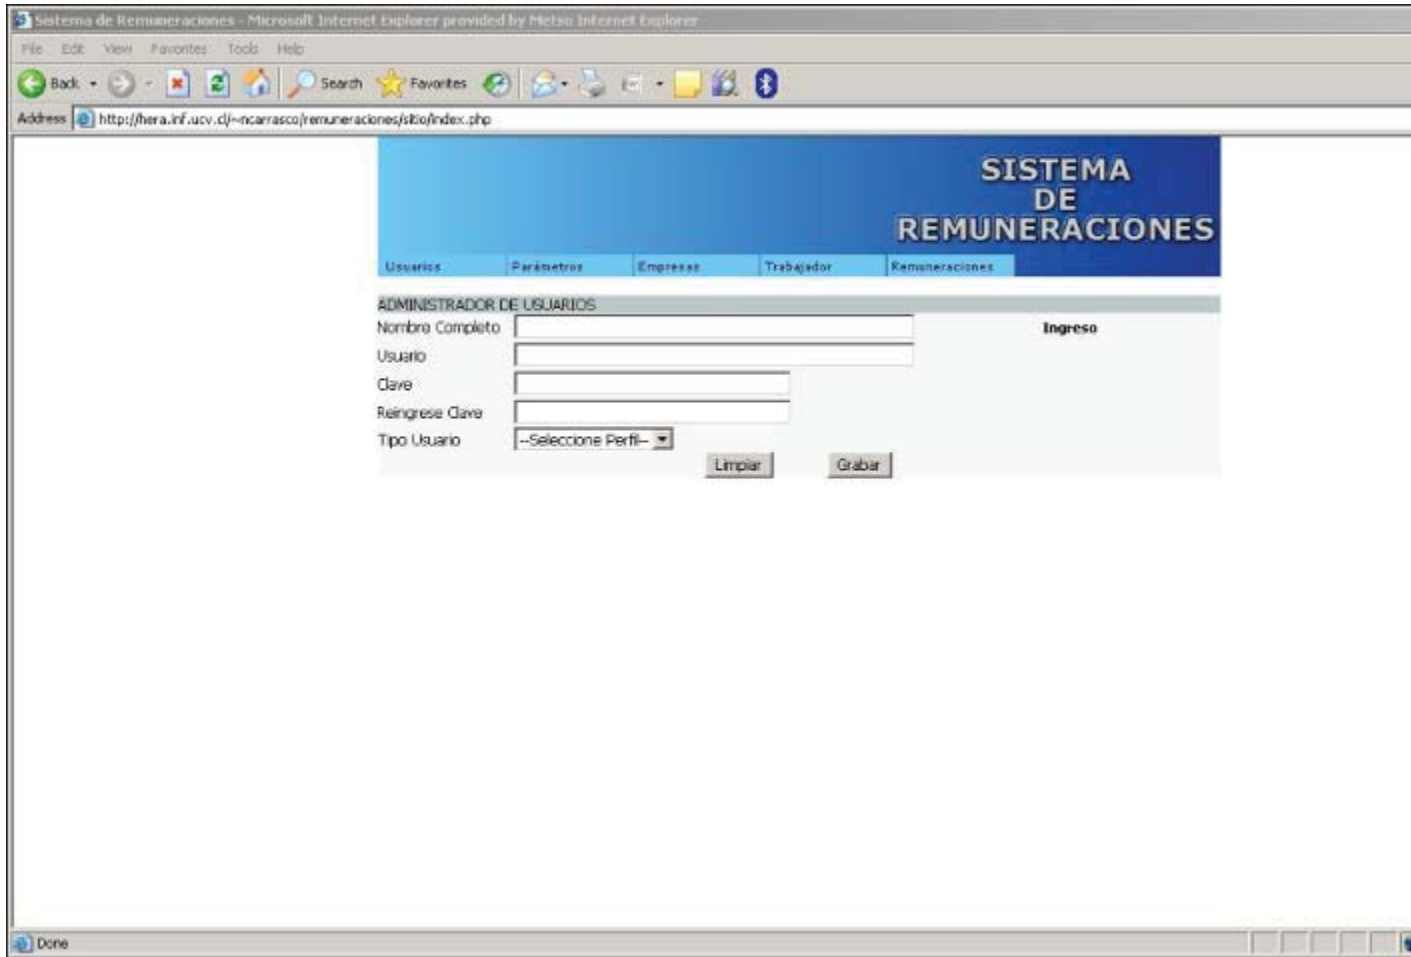 Sistema de Remuneraciones - Microsoft Internet Explorer provided by Metso Internet Explorer
File Edit View Favorites Tools Help
Back Search Favorites
Address http://hera.inf.ucv.cl/~ncarrasco/remuneraciones/sitio/index.php
SISTEMA
DE
REMUNERACIONES
Usuarios Parámetros Empresas Trabajador Remuneraciones
ADMINISTRADOR DE USUARIOS
Nombre Completo Ingreso
Usuario
Clave
Reingrese Clave
Tipo Usuario --Seleccione Perfil--
Limpiar Grabar
Done